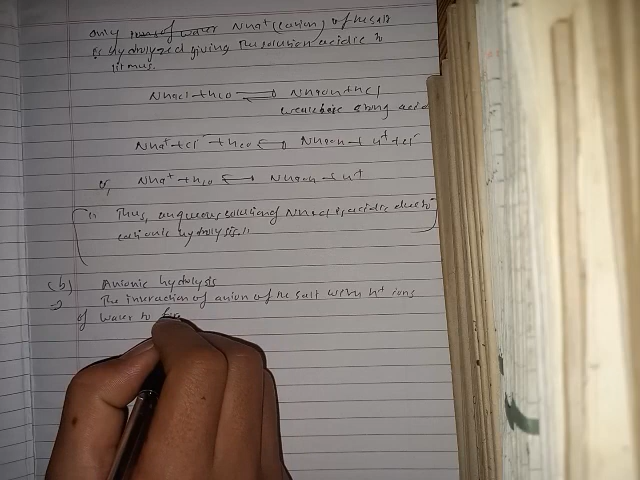 only ions of water NH4+ (cation) of the salt
is hydrolyzed giving the solution acidic to
litmus.
NH4Cl + H2O ⇌ NH4OH + HCl
weak base strong acid
NH4+ + Cl- + H2O ⇌ NH4OH + H+ + Cl-
or, NH4+ + H2O ⇌ NH4OH + H+
Thus, aqueous solution of NH4Cl is acidic due to
cationic hydrolysis.
(b) Anionic hydrolysis
⇒ The interaction of anion of the salt with H+ ions
of water to